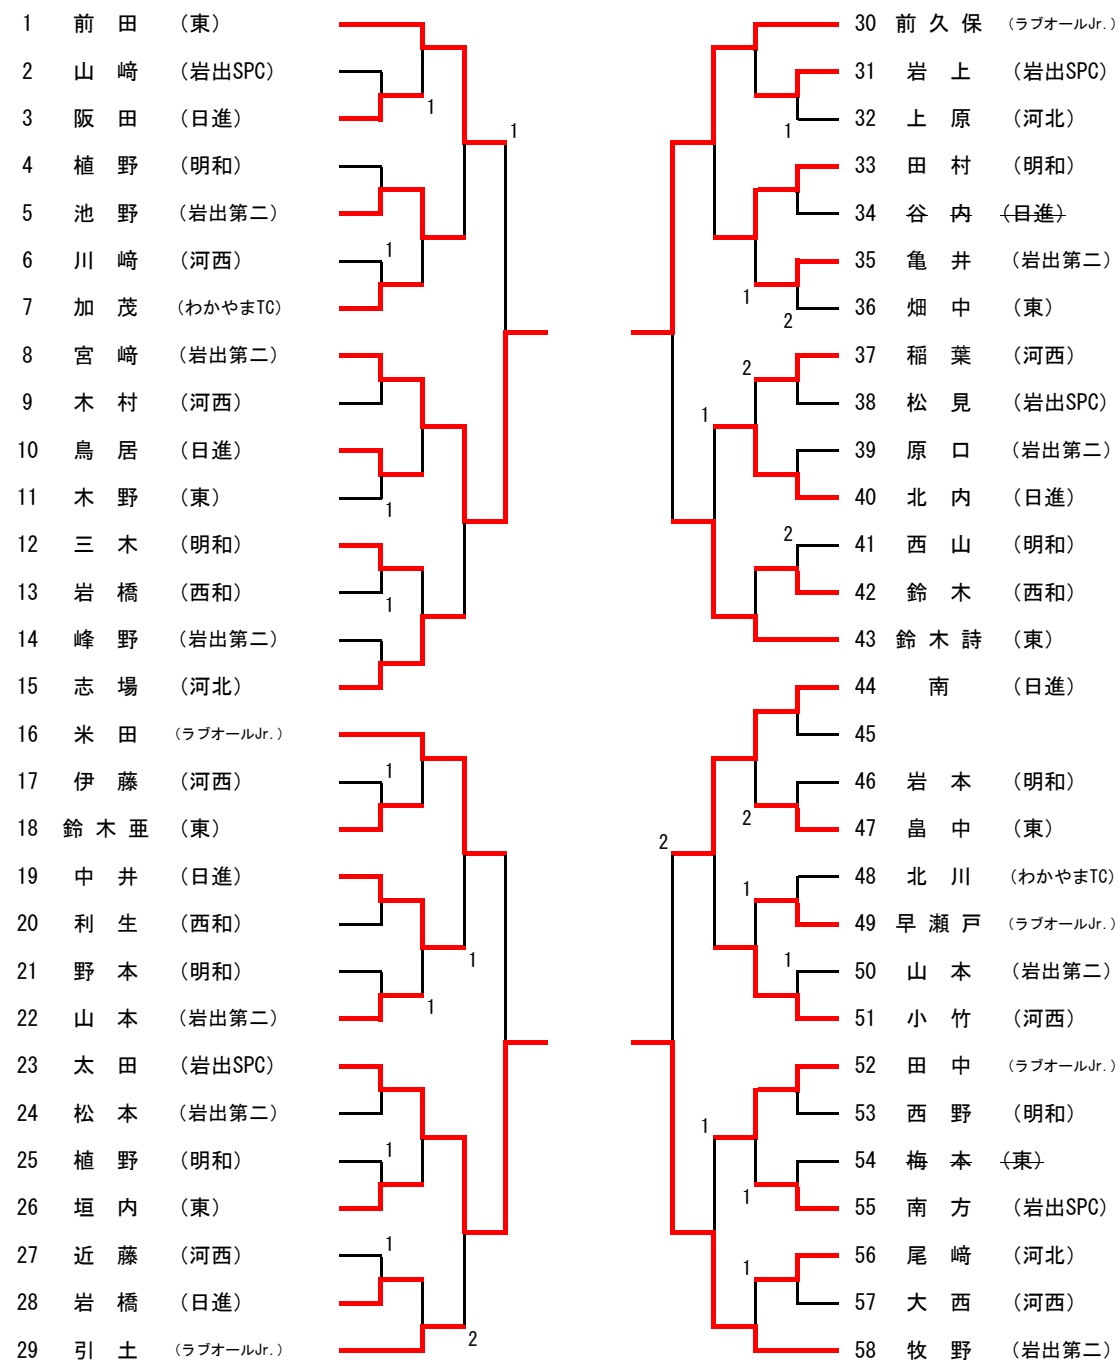 1 前田 (東)
2 山﨑 (岩出SPC)
3 阪田 (日進)
1
4 植野 (明和)
5 池野 (岩出第二)
1
6 川﨑 (河西)
7 加茂 (わかやまTC)
1
8 宮﨑 (岩出第二)
9 木村 (河西)
10 鳥居 (日進)
11 木野 (東)
1
12 三木 (明和)
13 岩橋 (西和)
1
14 峰野 (岩出第二)
15 志場 (河北)
16 米田 (ラブオールJr.)
17 伊藤 (河西)
1
18 鈴木亜 (東)
19 中井 (日進)
20 利生 (西和)
1
21 野本 (明和)
22 山本 (岩出第二)
1
23 太田 (岩出SPC)
24 松本 (岩出第二)
25 植野 (明和)
1
26 垣内 (東)
27 近藤 (河西)
1
28 岩橋 (日進)
29 引土 (ラブオールJr.)
2
30 前久保 (ラブオールJr.)
31 岩上 (岩出SPC)
32 上原 (河北)
1
33 田村 (明和)
34 谷内 (日進)
35 亀井 (岩出第二)
1
36 畑中 (東)
2
37 稲葉 (河西)
2
38 松見 (岩出SPC)
1
39 原口 (岩出第二)
40 北内 (日進)
41 西山 (明和)
2
42 鈴木 (西和)
43 鈴木詩 (東)
44 南 (日進)
45
46 岩本 (明和)
47 畠中 (東)
2
2
48 北川 (わかやまTC)
1
49 早瀬戸 (ラブオールJr.)
50 山本 (岩出第二)
1
51 小竹 (河西)
52 田中 (ラブオールJr.)
53 西野 (明和)
1
54 梅本 (東)
55 南方 (岩出SPC)
1
56 尾﨑 (河北)
1
57 大西 (河西)
58 牧野 (岩出第二)